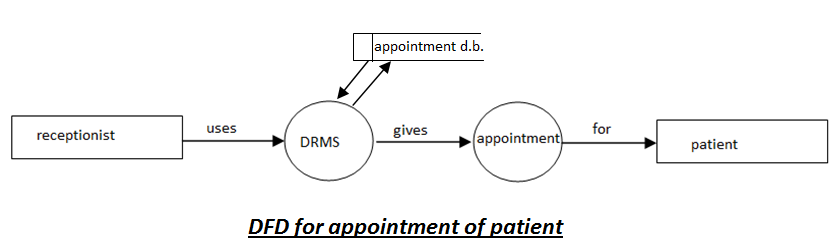 appointment d.b.
receptionist
uses
DRMS
gives
appointment
for
patient
DFD for appointment of patient